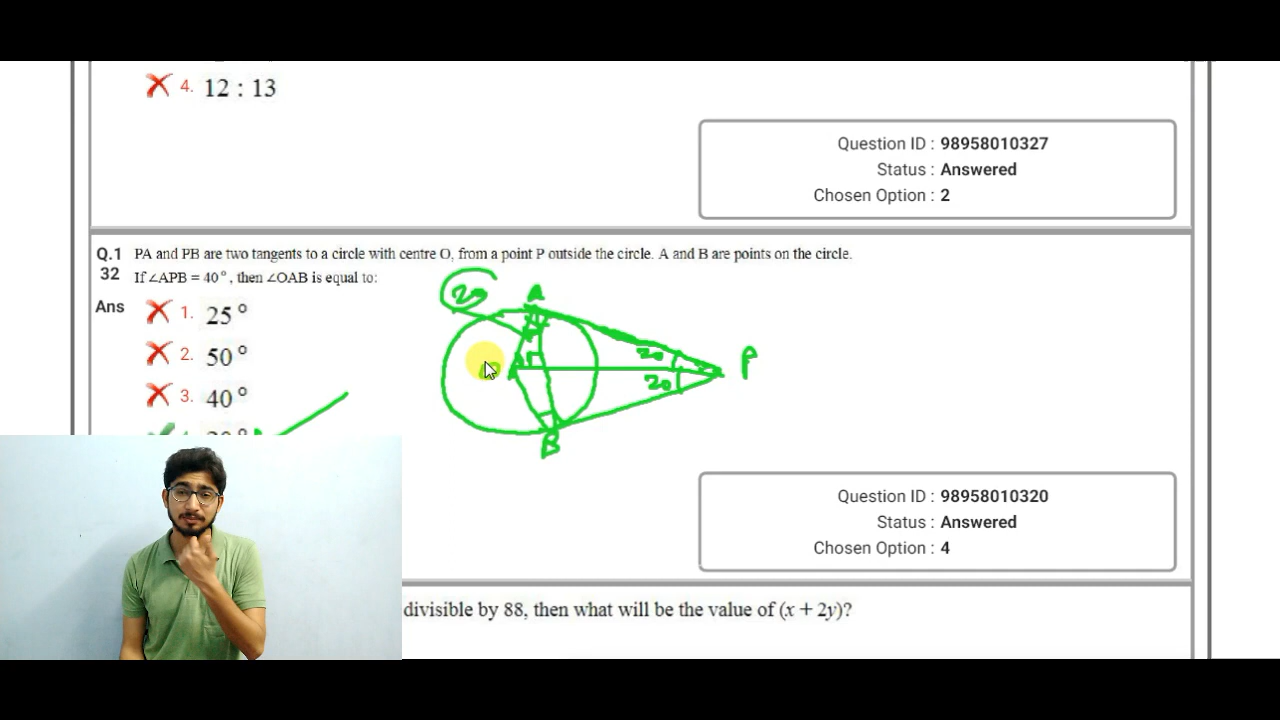 4. 12 : 13
Question ID : 98958010327
Status : Answered
Chosen Option : 2
Q.1 PA and PB are two tangents to a circle with centre O, from a point P outside the circle. A and B are points on the circle.
32 If ∠APB = 40°, then ∠OAB is equal to:
Ans
1. 25°
2. 50°
3. 40°
20
A
20
20
P
B
Question ID : 98958010320
Status : Answered
Chosen Option : 4
divisible by 88, then what will be the value of (x + 2y)?